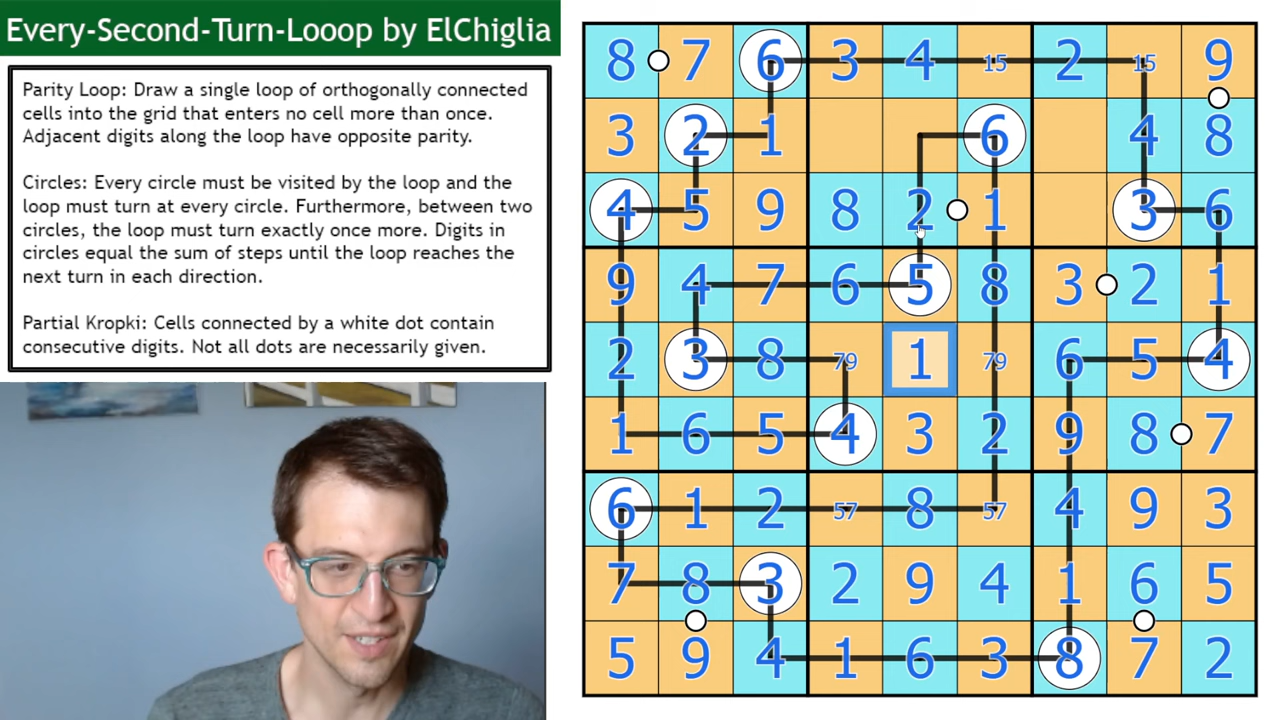 Every-Second-Turn-Looop by ElChiglia
Parity Loop: Draw a single loop of orthogonally connected
cells into the grid that enters no cell more than once.
Adjacent digits along the loop have opposite parity.
Circles: Every circle must be visited by the loop and the
loop must turn at every circle. Furthermore, between two
circles, the loop must turn exactly once more. Digits in
circles equal the sum of steps until the loop reaches the
next turn in each direction.
Partial Kropki: Cells connected by a white dot contain
consecutive digits. Not all dots are necessarily given.
8 7 6 3 4 15 2 15 9
3 2 1 6 4 8
4 5 9 8 2 1 3 6
9 4 7 6 5 8 3 2 1
2 3 8 79 1 79 6 5 4
1 6 5 4 3 2 9 8 7
6 1 2 57 8 57 4 9 3
7 8 3 2 9 4 1 6 5
5 9 4 1 6 3 8 7 2